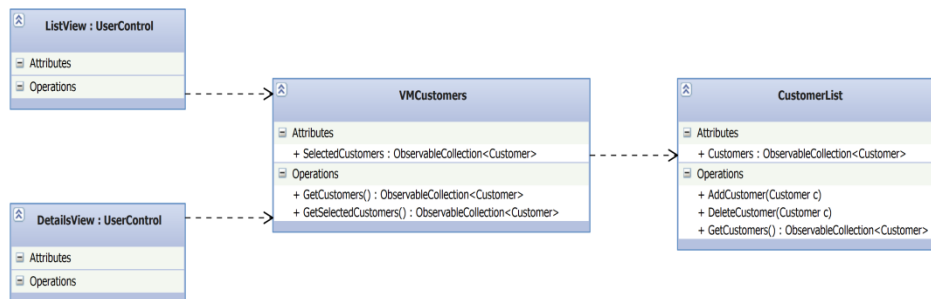 ListView : UserControl
Attributes
Operations
VMCustomers
Attributes
+ SelectedCustomers : ObservableCollection<Customer>
Operations
+ GetCustomers() : ObservableCollection<Customer>
+ GetSelectedCustomers() : ObservableCollection<Customer>
CustomerList
Attributes
+ Customers : ObservableCollection<Customer>
Operations
+ AddCustomer(Customer c)
+ DeleteCustomer(Customer c)
+ GetCustomers() : ObservableCollection<Customer>
DetailsView : UserControl
Attributes
Operations